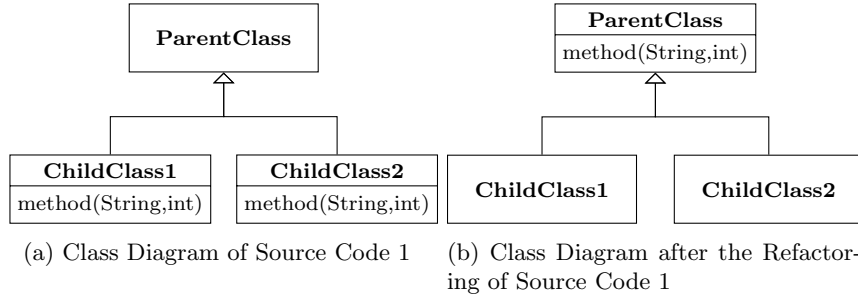 ParentClass
ChildClass1
method(String,int)
ChildClass2
method(String,int)
(a) Class Diagram of Source Code 1
ParentClass
method(String,int)
ChildClass1
ChildClass2
(b) Class Diagram after the Refactor-
ing of Source Code 1